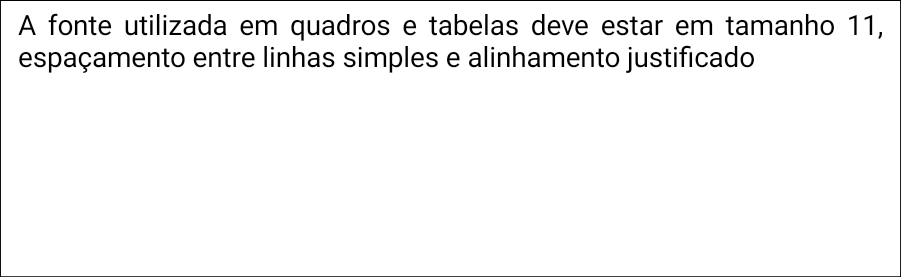 A fonte utilizada em quadros e tabelas deve estar em tamanho 11,
espaçamento entre linhas simples e alinhamento justificado